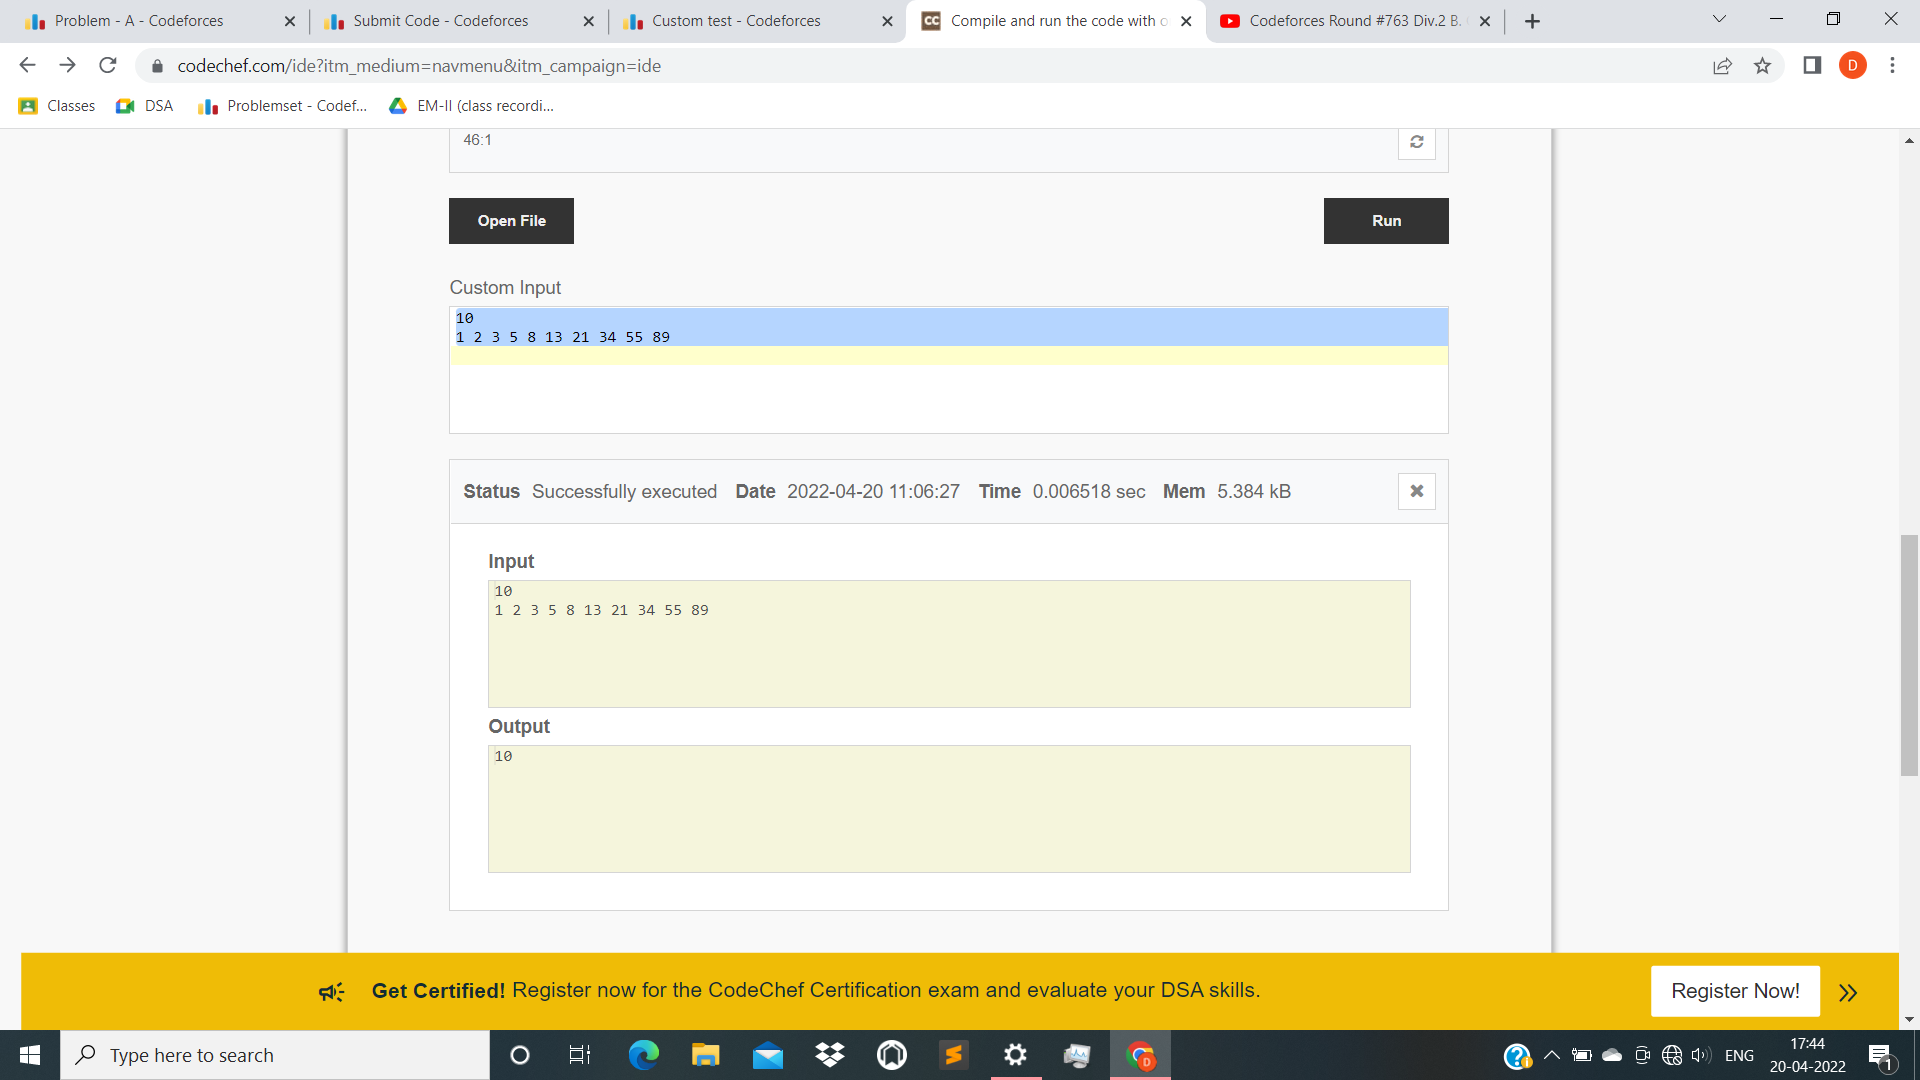 Problem - A - Codeforces
Submit Code - Codeforces
Custom test - Codeforces
CC Compile and run the code with o
Codeforces Round #763 Div.2 B.
codechef.com/ide?itm_medium=navmenu&itm_campaign=ide
D
Classes
DSA
Problemset - Codef...
EM-II (class recordi...
46:1
Open File
Run
Custom Input
10
1 2 3 5 8 13 21 34 55 89
Status Successfully executed Date 2022-04-20 11:06:27 Time 0.006518 sec Mem 5.384 kB
Input
10
1 2 3 5 8 13 21 34 55 89
Output
10
Get Certified! Register now for the CodeChef Certification exam and evaluate your DSA skills.
Register Now!
Type here to search
D
ENG
17:44
20-04-2022
1